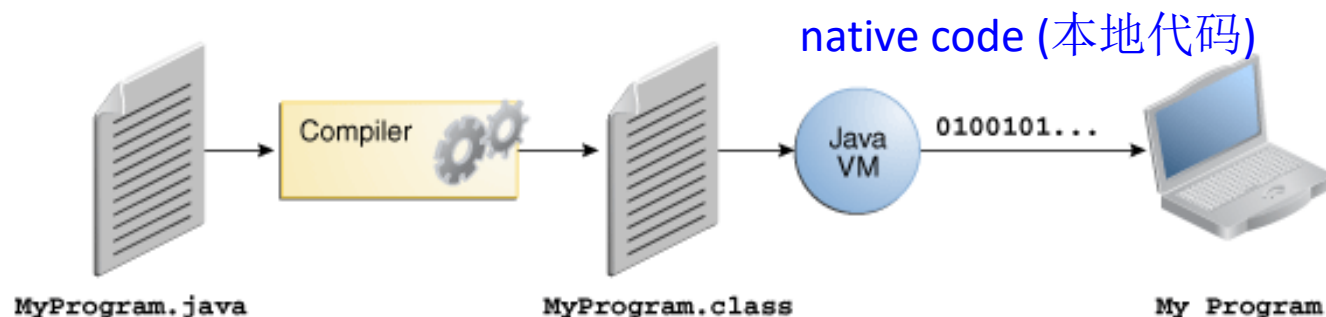 native code (本地代码)
Compiler
Java
VM
0100101...
MyProgram.java
MyProgram.class
My Program